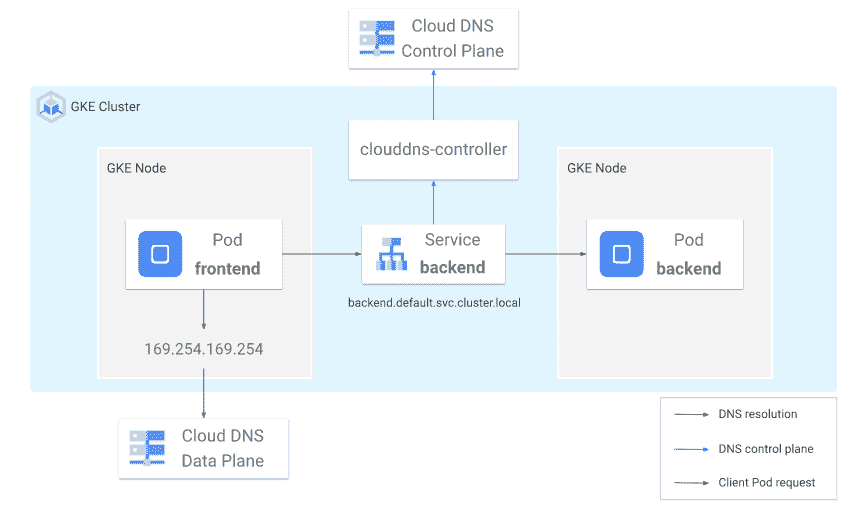 Cloud DNS
Control Plane
GKE Cluster
clouddns-controller
GKE Node
GKE Node
Pod
frontend
Service
backend
Pod
backend
backend.default.svc.cluster.local
169.254.169.254
Cloud DNS
Data Plane
DNS resolution
DNS control plane
Client Pod request